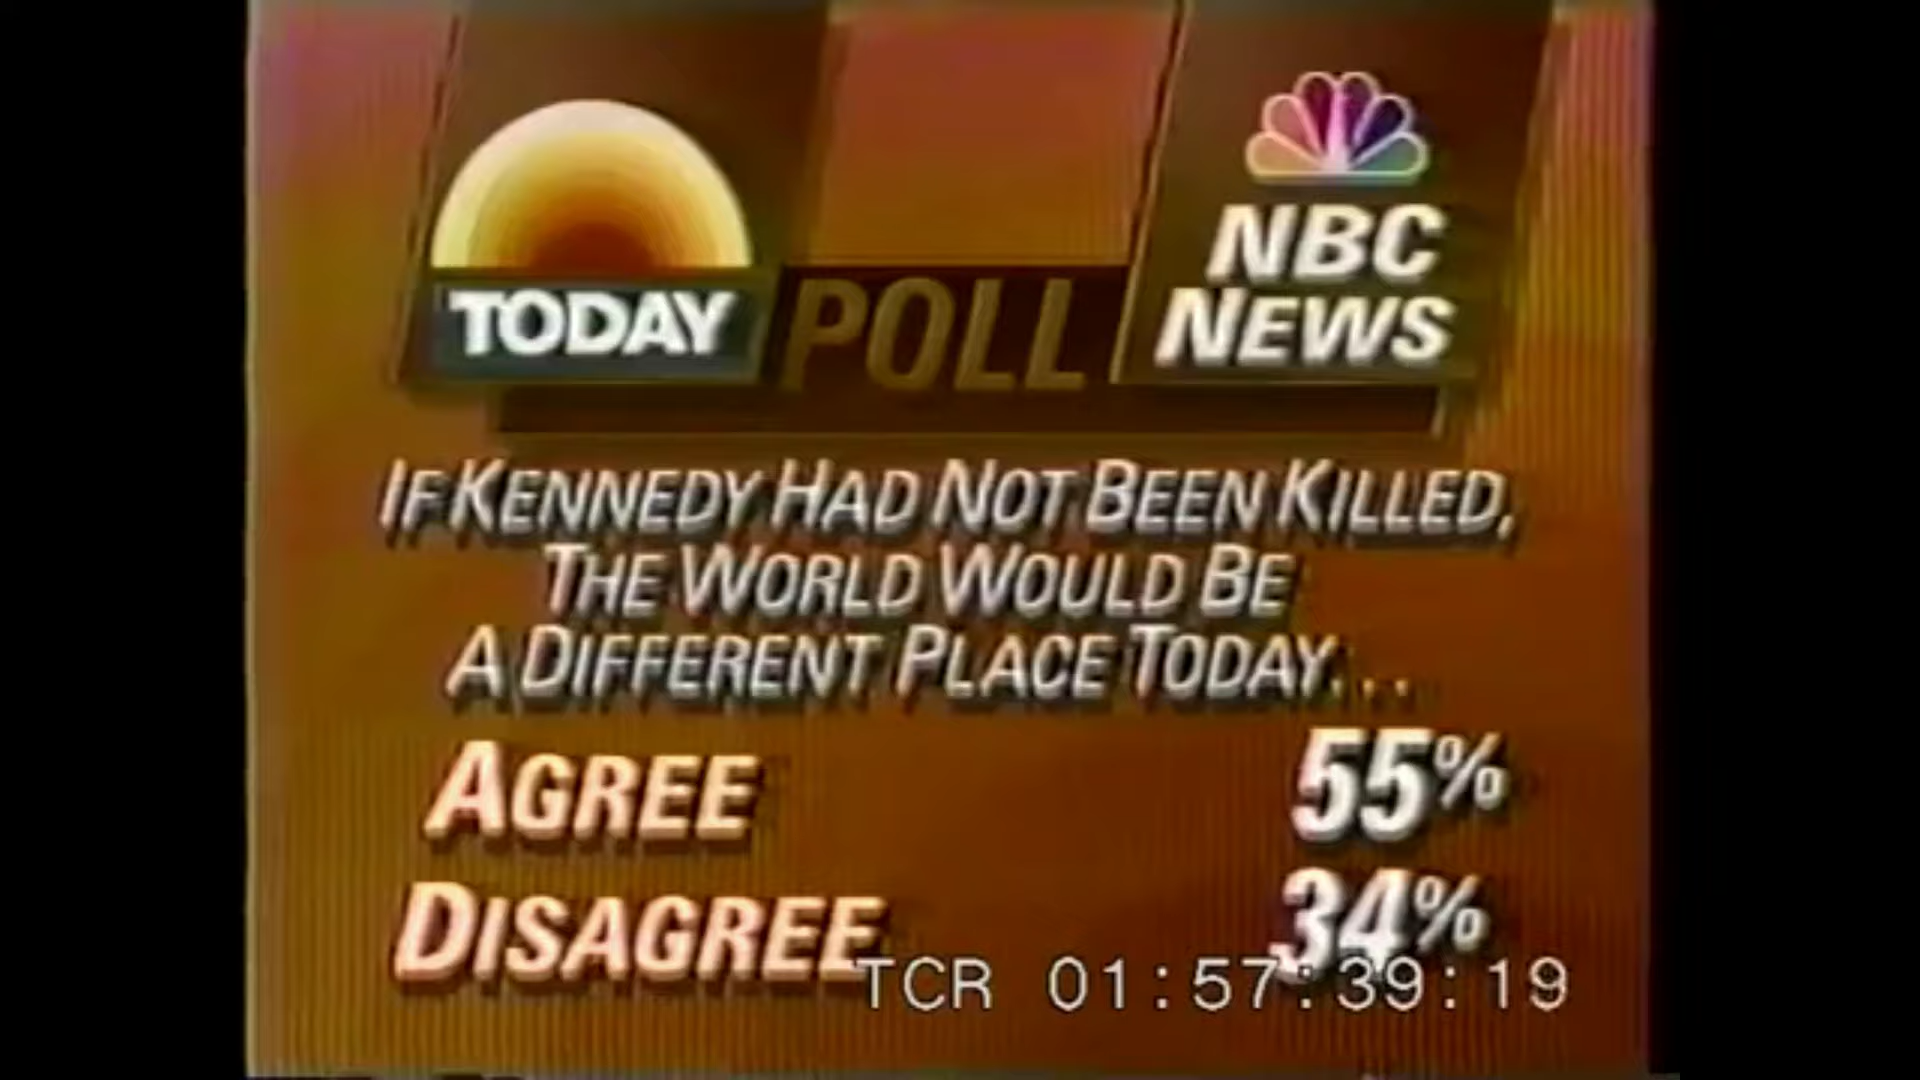 TODAY
POLL
NBC
NEWS
IF KENNEDY HAD NOT BEEN KILLED,
THE WORLD WOULD BE
A DIFFERENT PLACE TODAY...
AGREE 55%
DISAGREE 34%
TCR 01:57:39:19